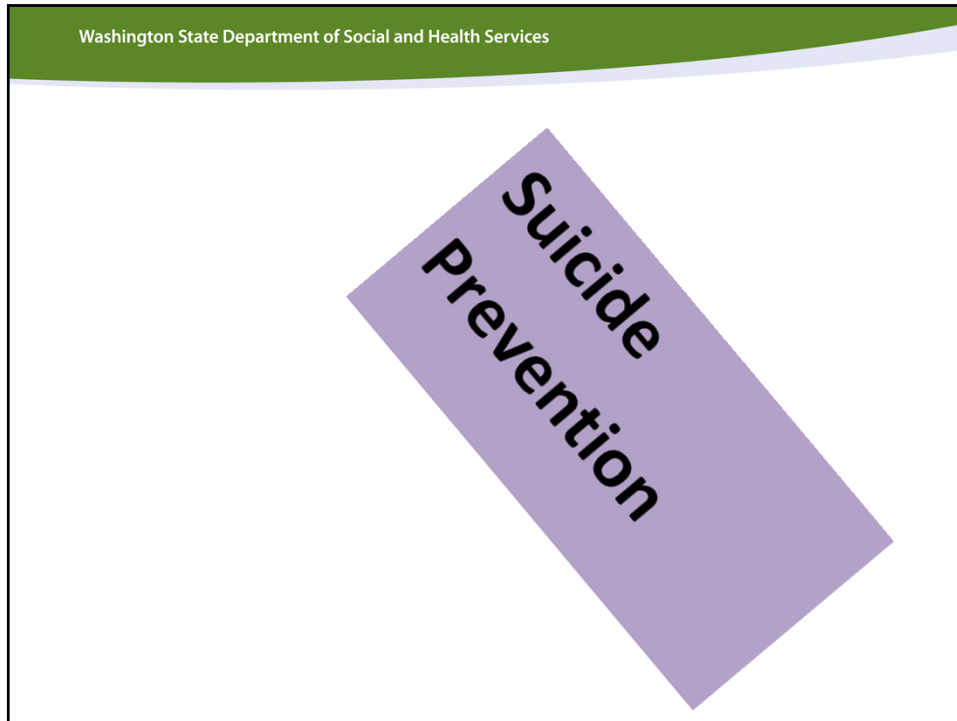 Washington State Department of Social and Health Services
Suicide
Prevention